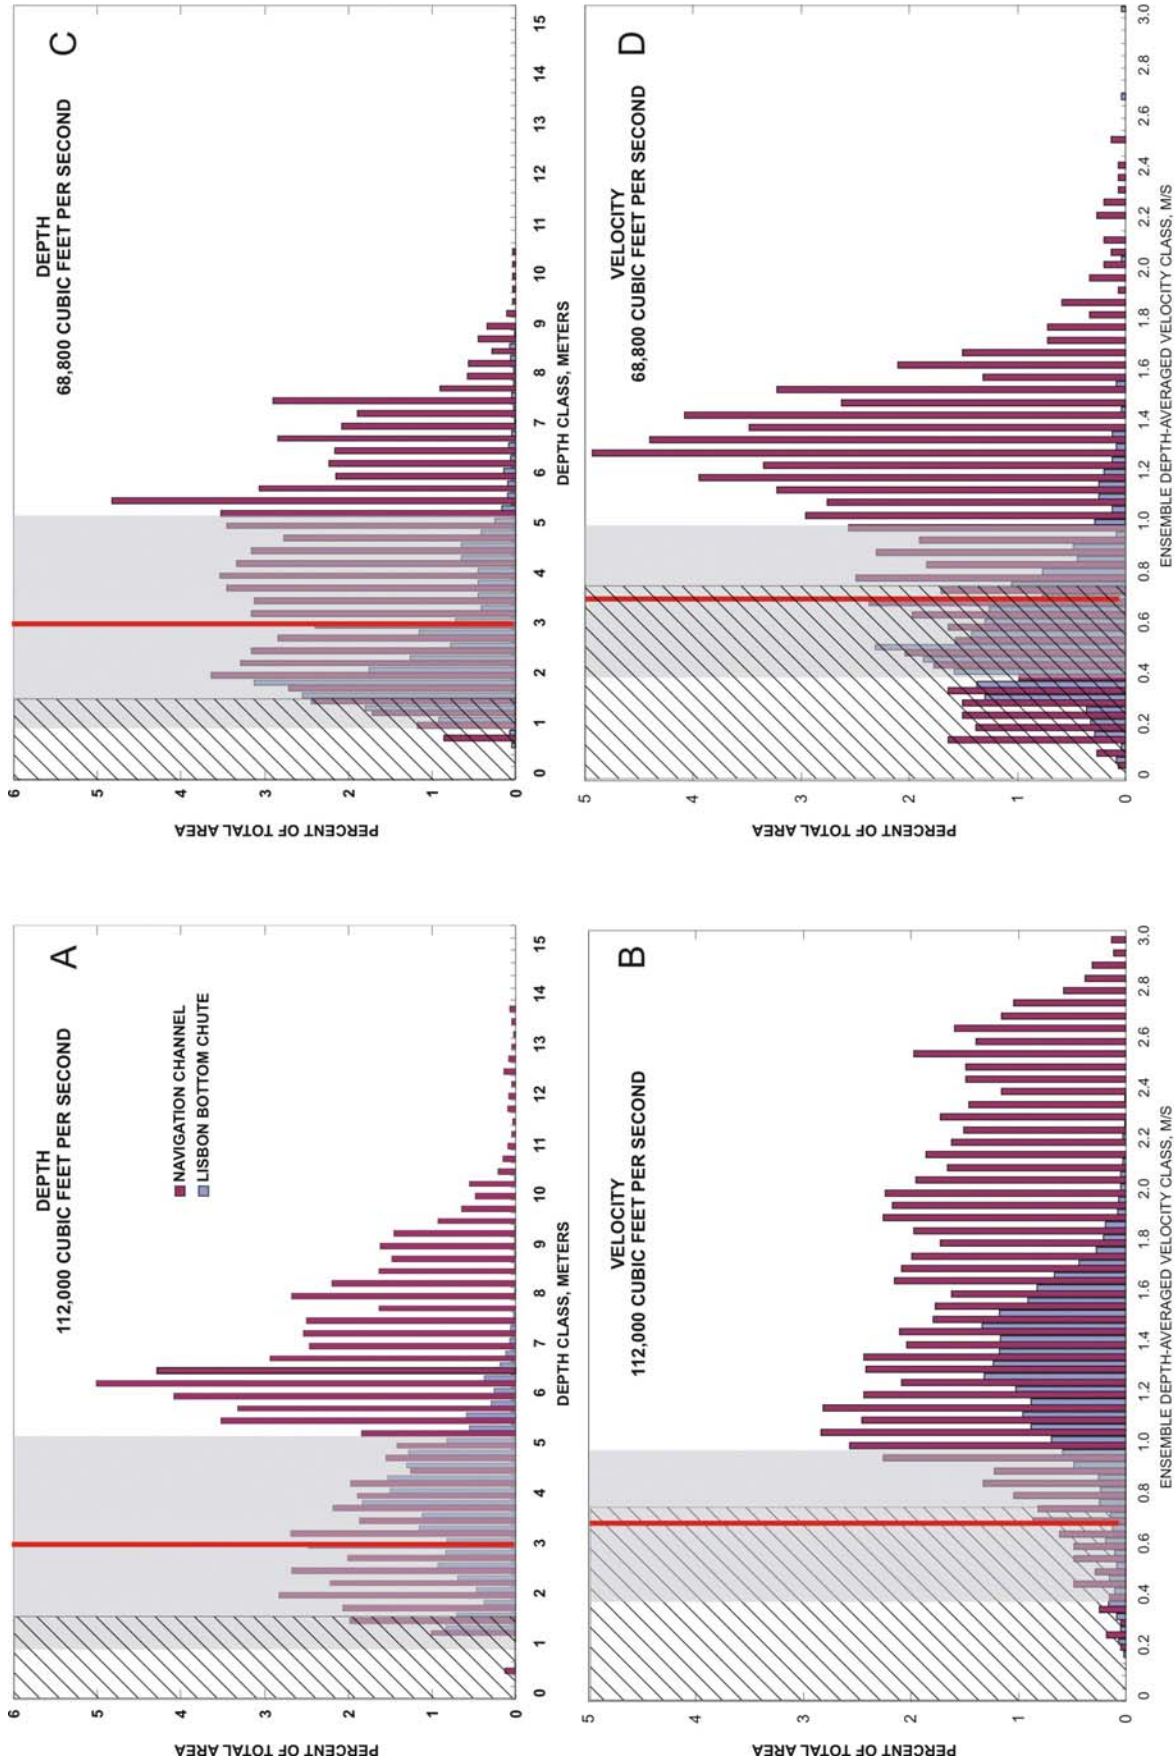 A
DEPTH
112,000 CUBIC FEET PER SECOND
NAVIGATION CHANNEL
LISBON BOTTOM CHUTE
PERCENT OF TOTAL AREA
6
5
4
3
2
1
0
0 1 2 3 4 5 6 7 8 9 10 11 12 13 14 15
DEPTH CLASS, METERS
C
DEPTH
68,800 CUBIC FEET PER SECOND
PERCENT OF TOTAL AREA
6
5
4
3
2
1
0
0 1 2 3 4 5 6 7 8 9 10 11 12 13 14 15
DEPTH CLASS, METERS
B
VELOCITY
112,000 CUBIC FEET PER SECOND
PERCENT OF TOTAL AREA
5
4
3
2
1
0
0 0.2 0.4 0.6 0.8 1.0 1.2 1.4 1.6 1.8 2.0 2.2 2.4 2.6 2.8 3.0
ENSEMBLE DEPTH-AVERAGED VELOCITY CLASS, M/S
D
VELOCITY
68,800 CUBIC FEET PER SECOND
PERCENT OF TOTAL AREA
5
4
3
2
1
0
0 0.2 0.4 0.6 0.8 1.0 1.2 1.4 1.6 1.8 2.0 2.2 2.4 2.6 2.8 3.0
ENSEMBLE DEPTH-AVERAGED VELOCITY CLASS, M/S